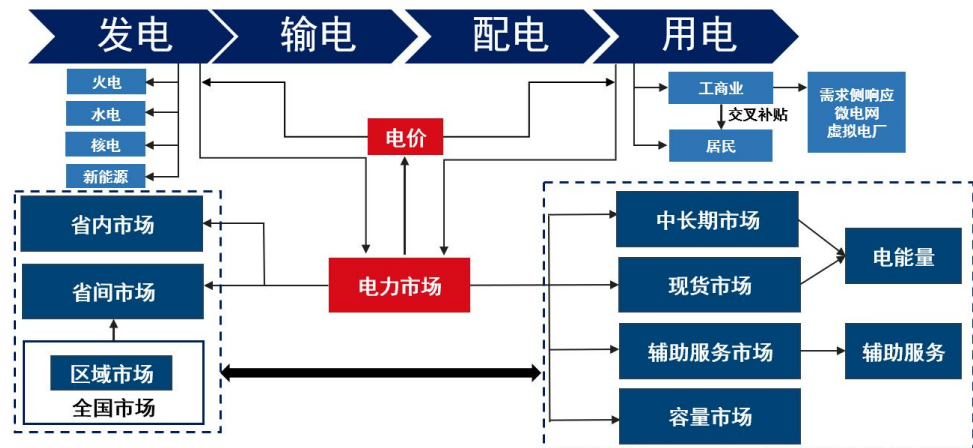 发电
输电
配电
用电
火电
水电
核电
新能源
电价
工商业
交叉补贴
居民
需求侧响应
微电网
虚拟电厂
省内市场
省间市场
区域市场
全国市场
电力市场
中长期市场
现货市场
辅助服务市场
容量市场
电能量
辅助服务